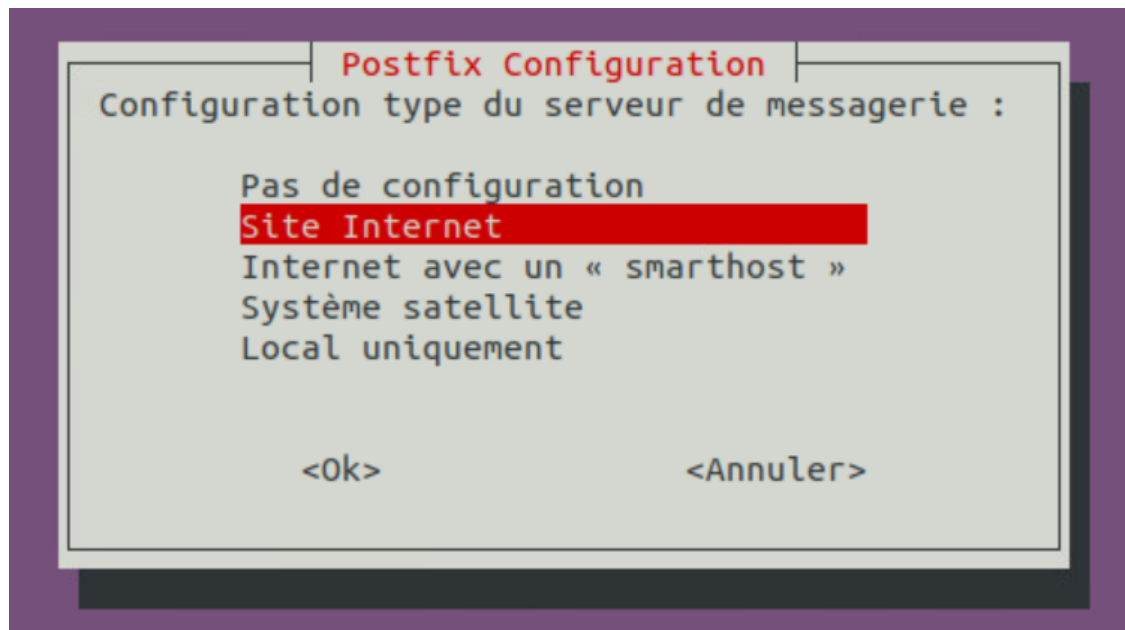 Postfix Configuration
Configuration type du serveur de messagerie :
Pas de configuration
Site Internet
Internet avec un « smarthost »
Système satellite
Local uniquement
<Ok> <Annuler>